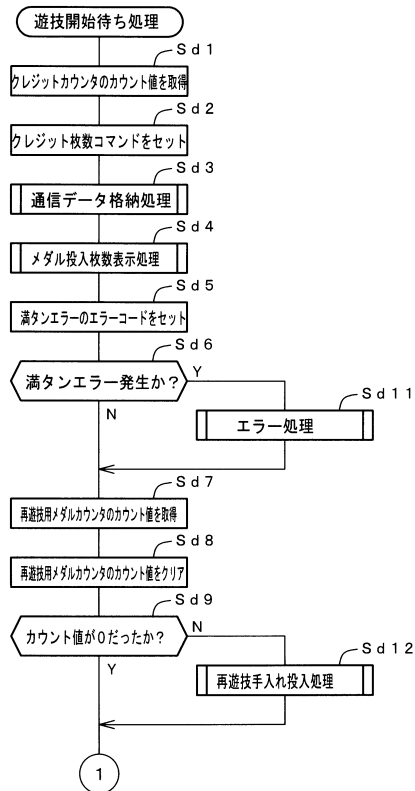 遊技開始待ち処理
Sd1
クレジットカウンタのカウント値を取得
Sd2
クレジット枚数コマンドをセット
Sd3
通信データ格納処理
Sd4
メダル投入枚数表示処理
Sd5
満タンエラーのエラーコードをセット
Sd6
満タンエラー発生か?
Y
N
Sd11
エラー処理
Sd7
再遊技用メダルカウンタのカウント値を取得
Sd8
再遊技用メダルカウンタのカウント値をクリア
Sd9
カウント値が0だったか?
N
Y
Sd12
再遊技手入れ投入処理
1